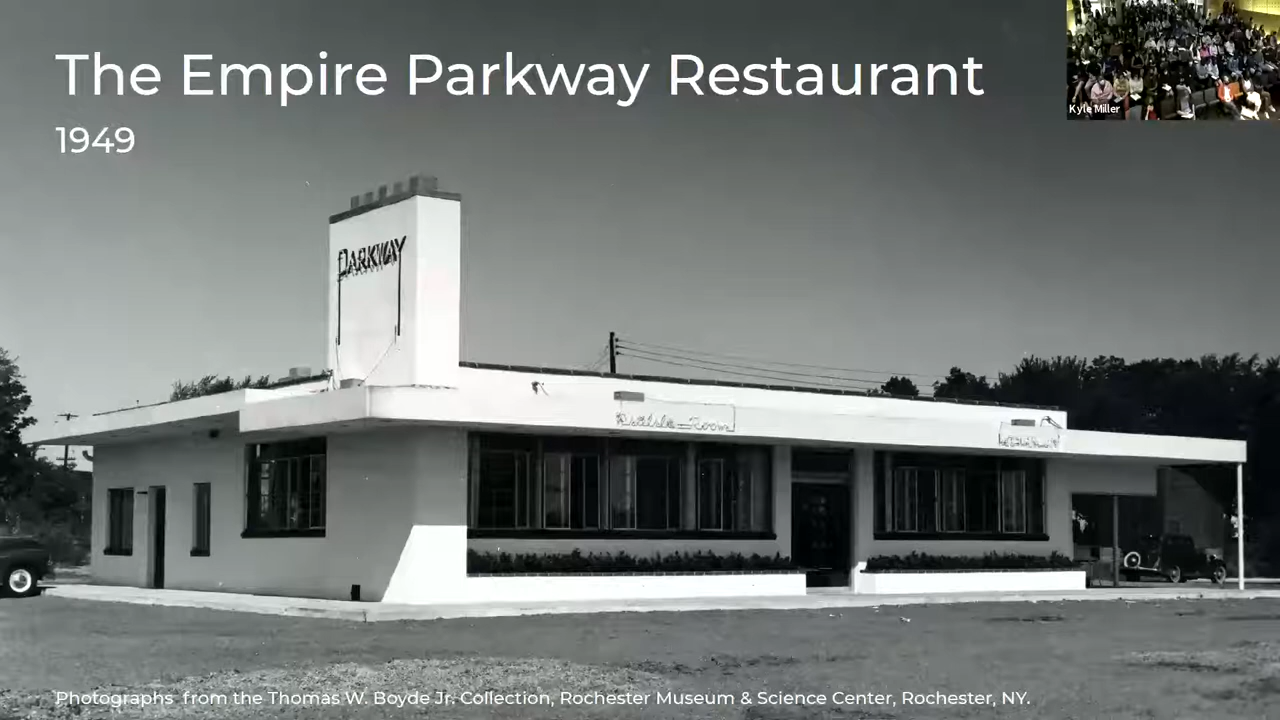 The Empire Parkway Restaurant
1949
Kyle Miller
PARKWAY
Room
Photographs from the Thomas W. Boyde Jr. Collection, Rochester Museum & Science Center, Rochester, NY.